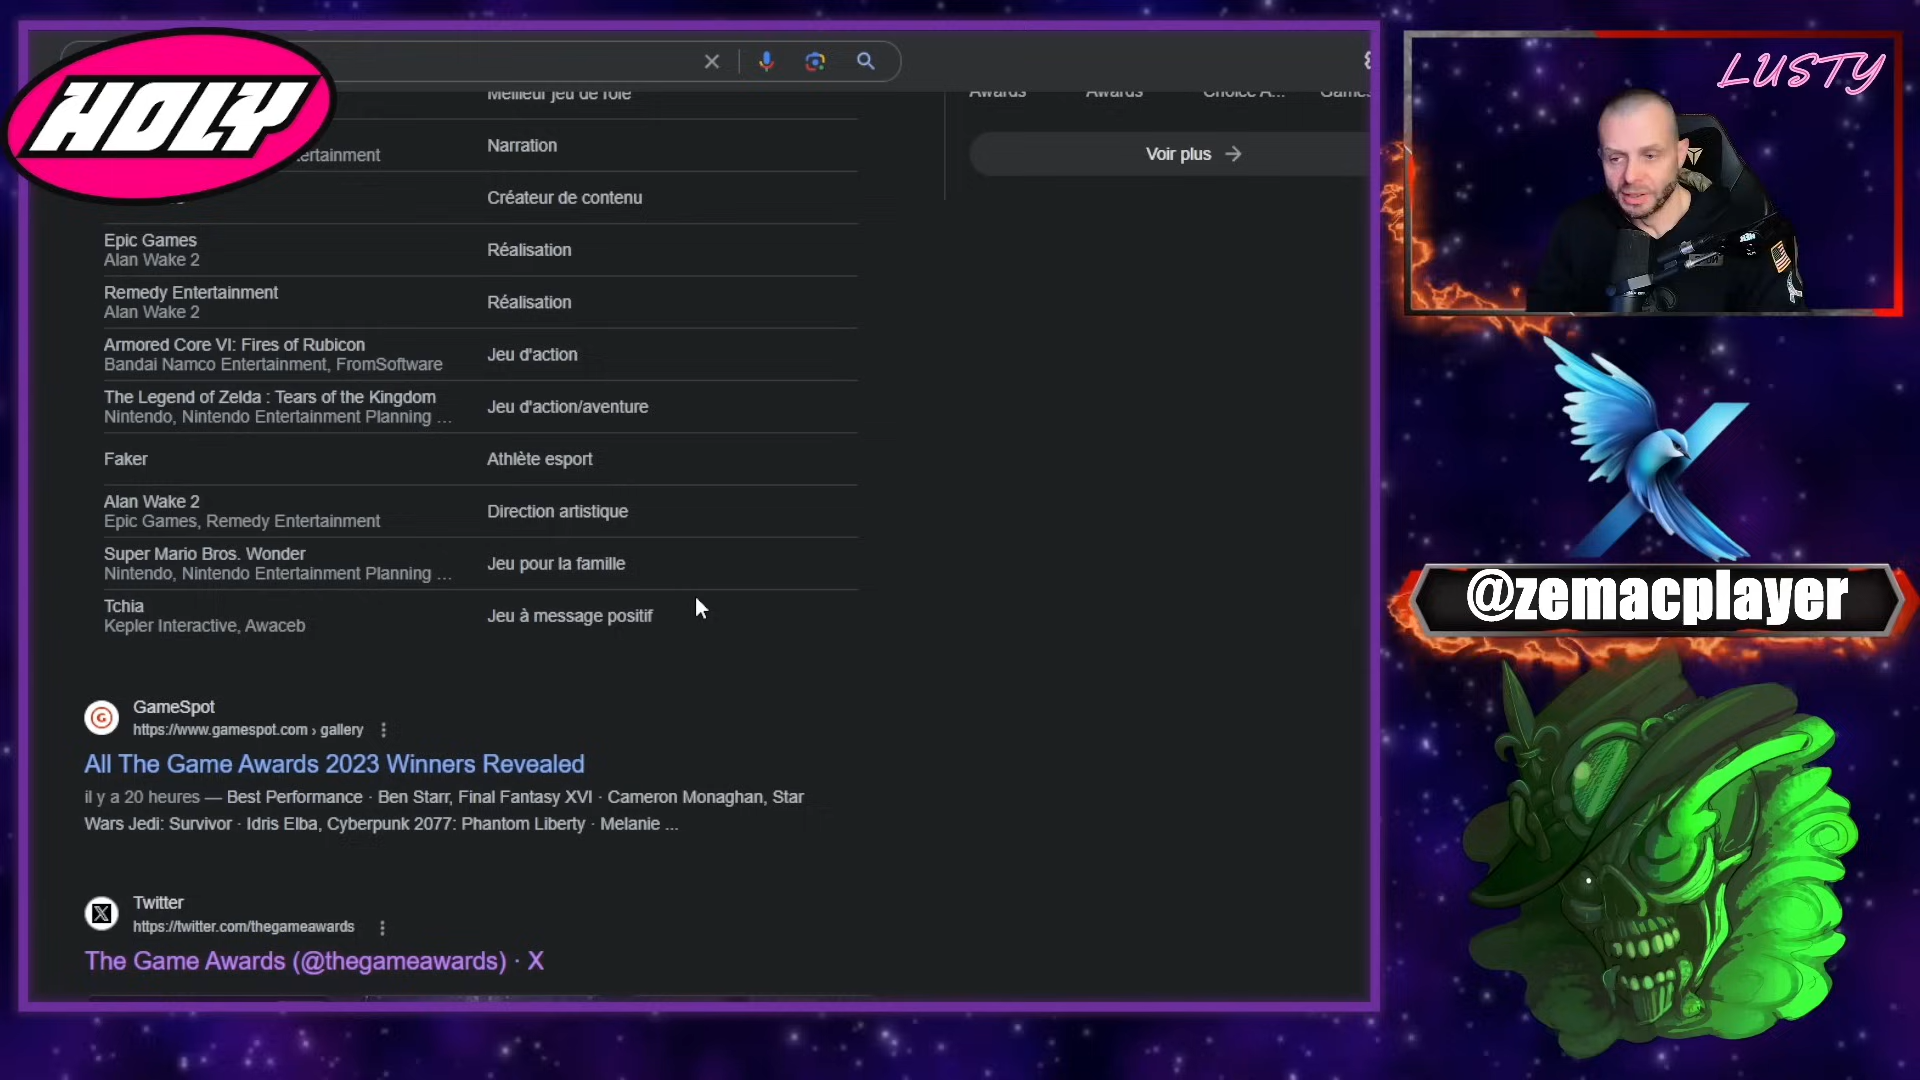 HOLY
LUSTY
Meilleur jeu de rôle
Awards
Awards
Choice A...
Voir plus →
Narration
Créateur de contenu
Epic Games
Alan Wake 2
Réalisation
Remedy Entertainment
Alan Wake 2
Réalisation
Armored Core VI: Fires of Rubicon
Bandai Namco Entertainment, FromSoftware
Jeu d'action
The Legend of Zelda : Tears of the Kingdom
Nintendo, Nintendo Entertainment Planning ...
Jeu d'action/aventure
Faker
Athlète esport
Alan Wake 2
Epic Games, Remedy Entertainment
Direction artistique
Super Mario Bros. Wonder
Nintendo, Nintendo Entertainment Planning ...
Jeu pour la famille
Tchia
Kepler Interactive, Awaceb
Jeu à message positif
GameSpot
https://www.gamespot.com › gallery
All The Game Awards 2023 Winners Revealed
il y a 20 heures — Best Performance · Ben Starr, Final Fantasy XVI · Cameron Monaghan, Star
Wars Jedi: Survivor · Idris Elba, Cyberpunk 2077: Phantom Liberty · Melanie ...
Twitter
https://twitter.com/thegameawards
The Game Awards (@thegameawards) · X
@zemacplayer